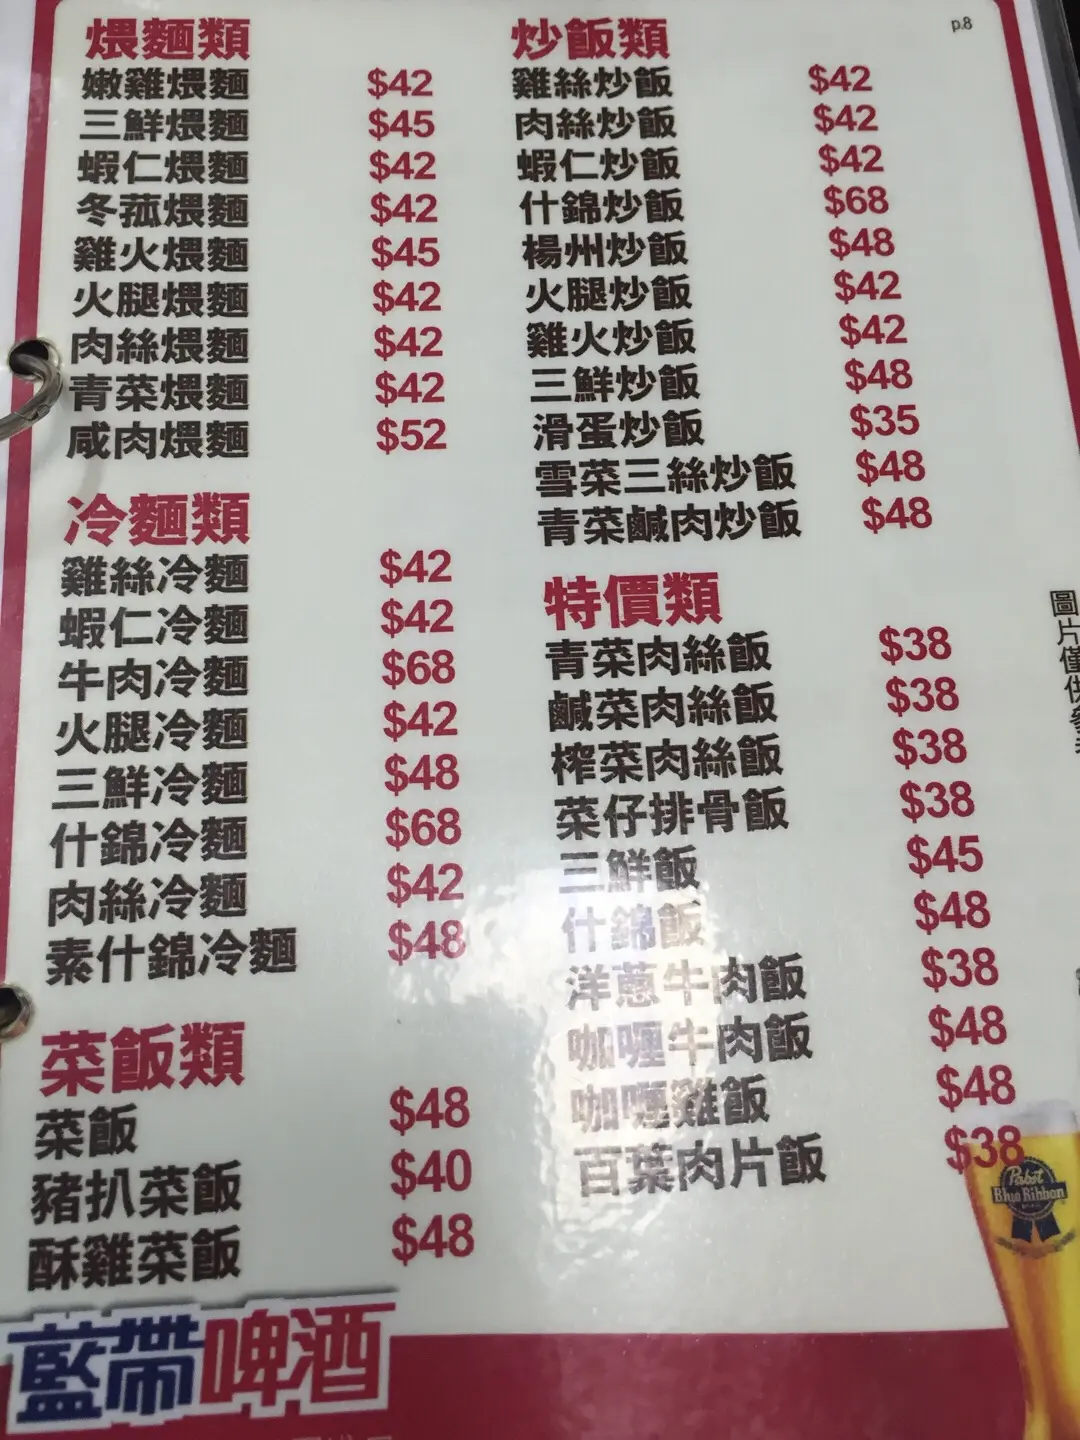 p.8
煨麵類
嫩雞煨麵 $42
三鮮煨麵 $45
蝦仁煨麵 $42
冬菰煨麵 $42
雞火煨麵 $45
火腿煨麵 $42
肉絲煨麵 $42
青菜煨麵 $42
咸肉煨麵 $52
冷麵類
雞絲冷麵 $42
蝦仁冷麵 $42
牛肉冷麵 $68
火腿冷麵 $42
三鮮冷麵 $48
什錦冷麵 $68
肉絲冷麵 $42
素什錦冷麵 $48
菜飯類
菜飯 $48
豬扒菜飯 $40
酥雞菜飯 $48
炒飯類
雞絲炒飯 $42
肉絲炒飯 $42
蝦仁炒飯 $42
什錦炒飯 $68
楊州炒飯 $48
火腿炒飯 $42
雞火炒飯 $42
三鮮炒飯 $48
滑蛋炒飯 $35
雪菜三絲炒飯 $48
青菜鹹肉炒飯 $48
特價類
青菜肉絲飯 $38
鹹菜肉絲飯 $38
榨菜肉絲飯 $38
菜仔排骨飯 $38
三鮮飯 $45
什錦飯 $48
洋蔥牛肉飯 $38
咖喱牛肉飯 $48
咖喱雞飯 $48
百葉肉片飯 $38
圖片僅供參考
Pabst
Blue Ribbon
藍帶啤酒